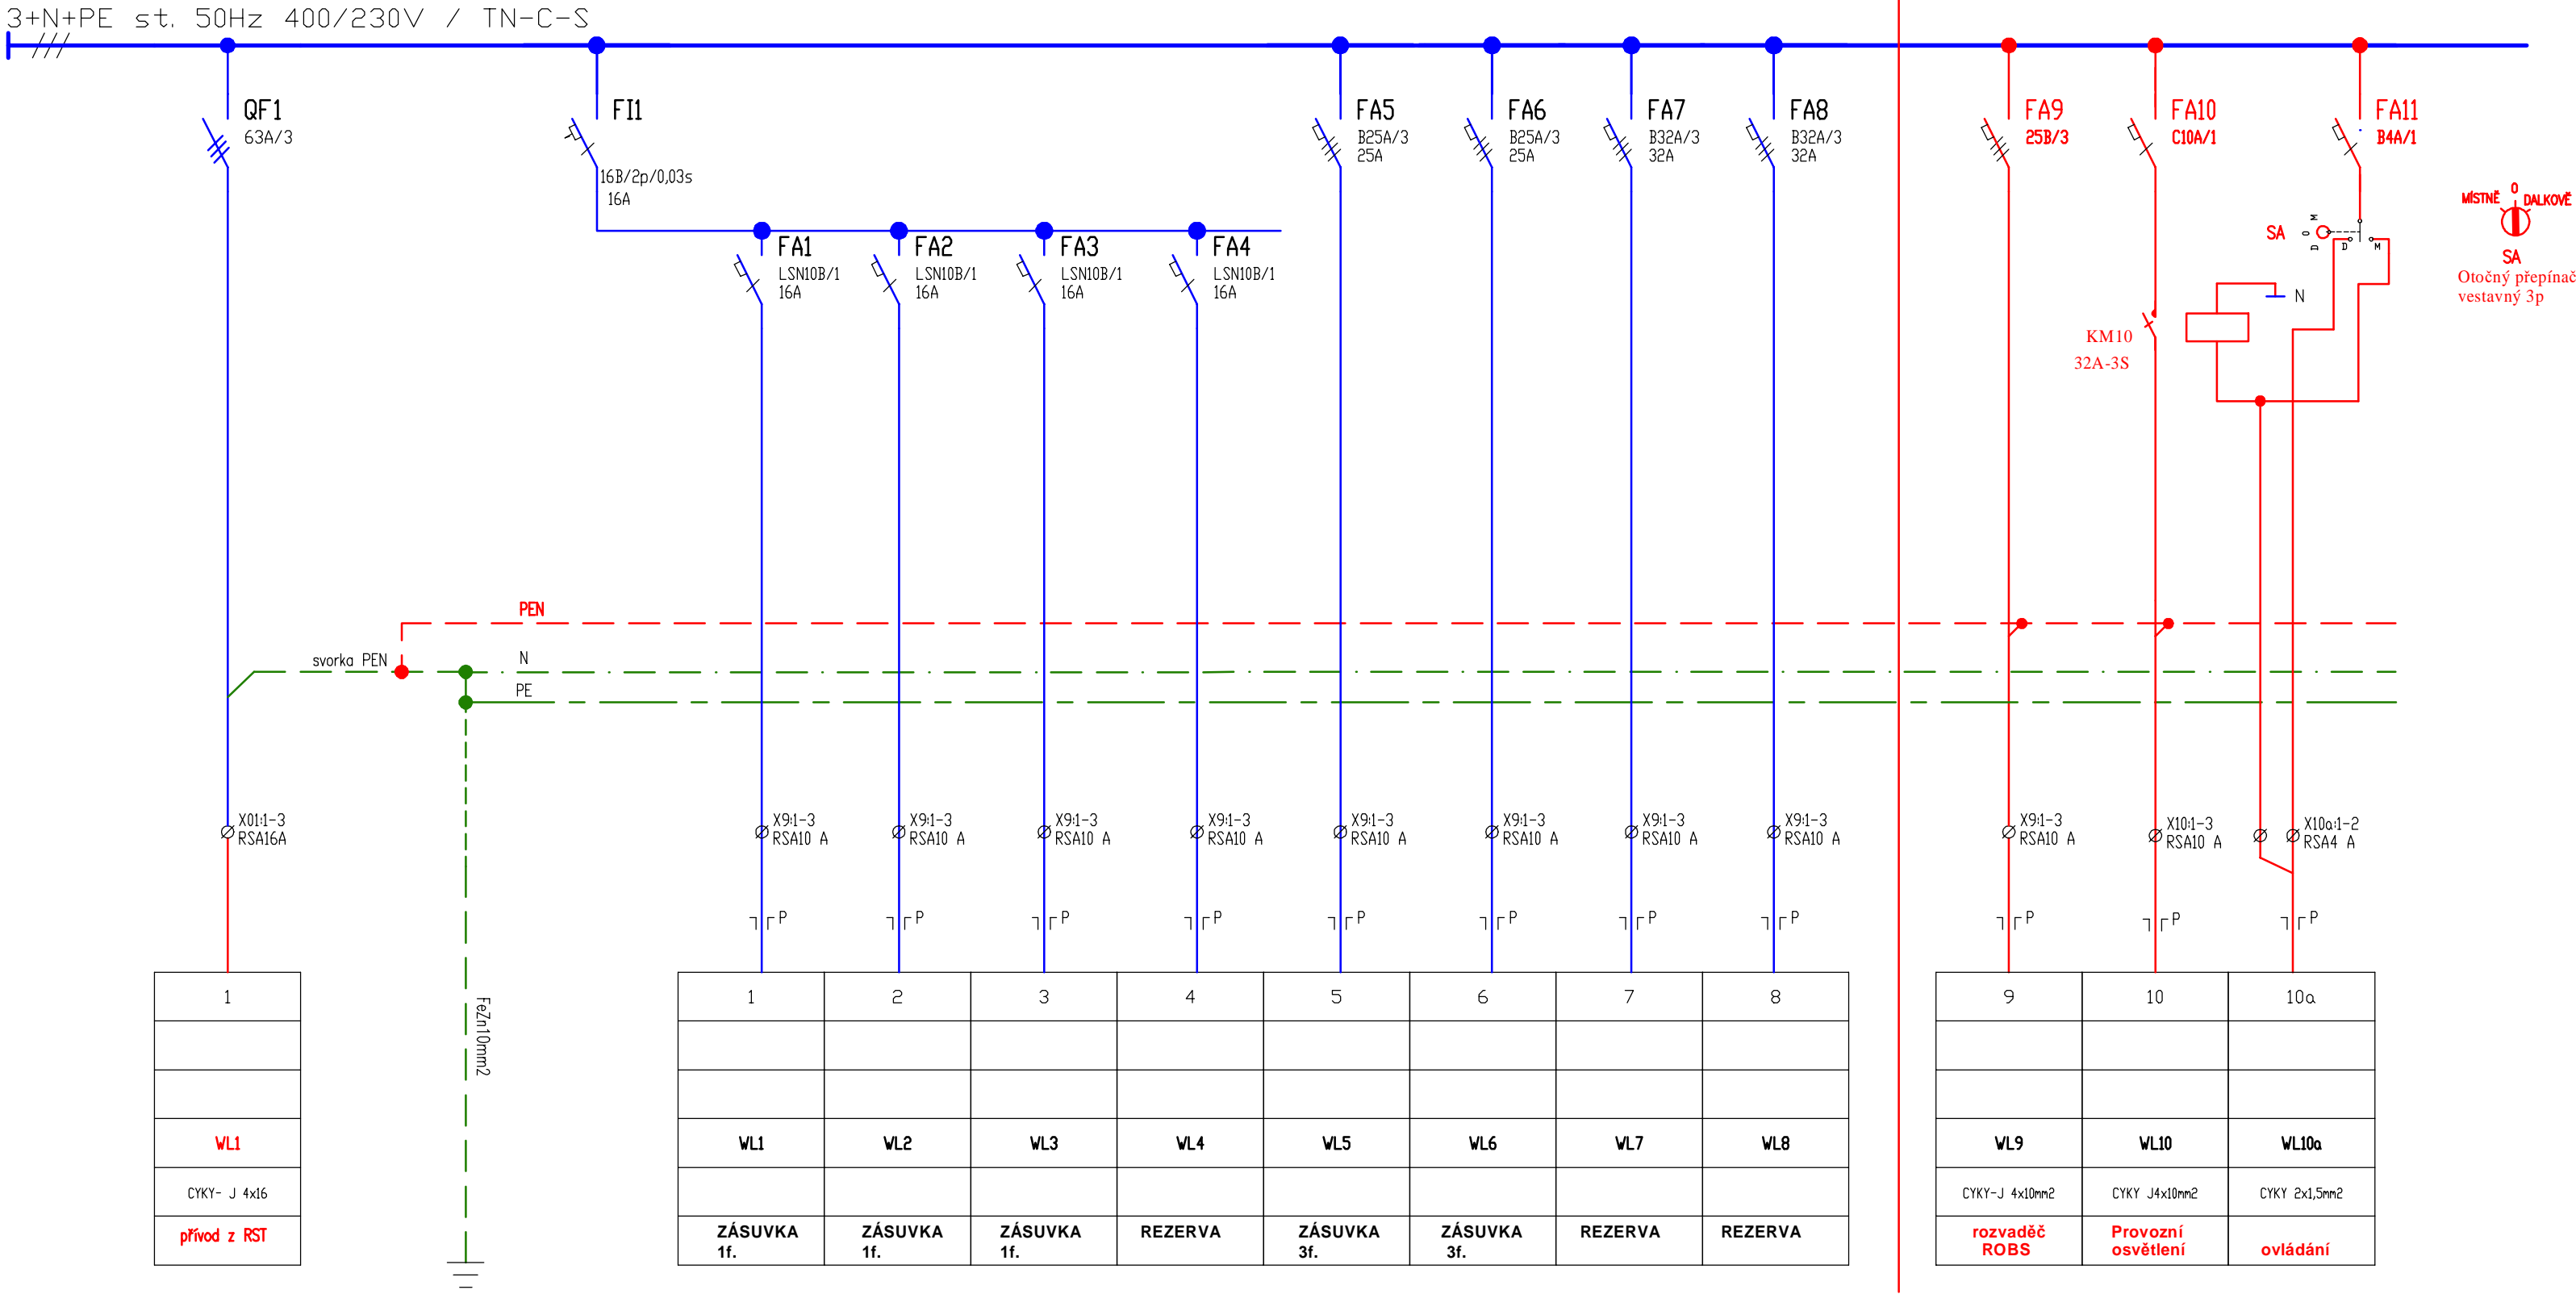 3+N+PE st. 50Hz 400/230V / TN-C-S
QF1
63A/3
FI1
16B/2p/0,03s
16A
FA1
LSN10B/1
16A
FA2
LSN10B/1
16A
FA3
LSN10B/1
16A
FA4
LSN10B/1
16A
FA5
B25A/3
25A
FA6
B25A/3
25A
FA7
B32A/3
32A
FA8
B32A/3
32A
FA9
25B/3
FA10
C10A/1
FA11
B4A/1
MÍSTNĚ 0 DALKOVĚ
SA
Otočný přepínač
vestavný 3p
SA
D 0 M
D M
N
KM10
32A-3S
PEN
svorka PEN
N
PE
X01:1-3
RSA16A
X9:1-3
RSA10 A
X9:1-3
RSA10 A
X9:1-3
RSA10 A
X9:1-3
RSA10 A
X9:1-3
RSA10 A
X9:1-3
RSA10 A
X9:1-3
RSA10 A
X9:1-3
RSA10 A
X9:1-3
RSA10 A
X10:1-3
RSA10 A
X10a:1-2
RSA4 A
P P P P P P P P P P P
FeZn10mm2
1
WL1
CYKY- J 4x16
přívod z RST
1 2 3 4 5 6 7 8
WL1 WL2 WL3 WL4 WL5 WL6 WL7 WL8
ZÁSUVKA
1f.
ZÁSUVKA
1f.
ZÁSUVKA
1f.
REZERVA
ZÁSUVKA
3f.
ZÁSUVKA
3f.
REZERVA
REZERVA
9 10 10a
WL9 WL10 WL10a
CYKY-J 4x10mm2 CYKY J4x10mm2 CYKY 2x1,5mm2
rozvaděč
ROBS
Provozní
osvětlení
ovládání